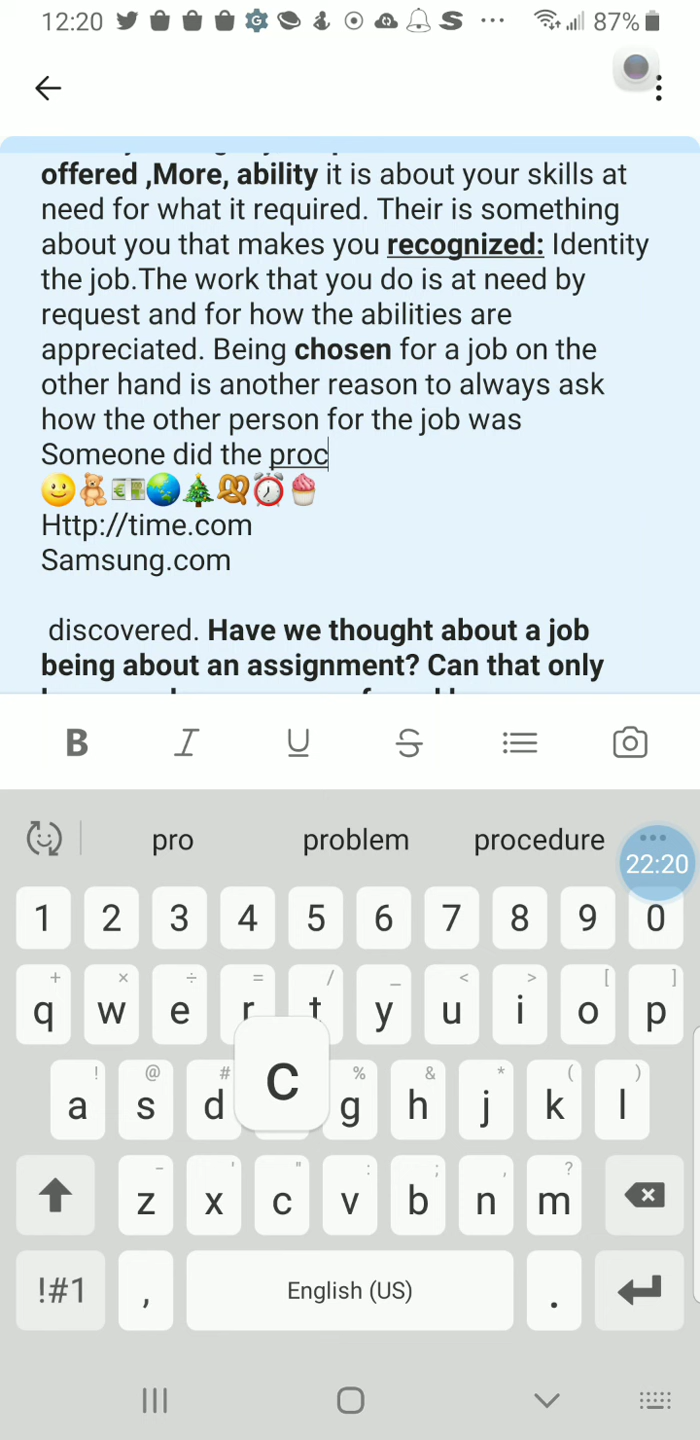 12:20 87%
offered ,More, ability it is about your skills at
need for what it required. Their is something
about you that makes you recognized: Identity
the job.The work that you do is at need by
request and for how the abilities are
appreciated. Being chosen for a job on the
other hand is another reason to always ask
how the other person for the job was
Someone did the proc
Http://time.com
Samsung.com
discovered. Have we thought about a job
being about an assignment? Can that only
B I U S
pro problem procedure
22:20
1 2 3 4 5 6 7 8 9 0
+ × ÷ = / _ < > [ ]
q w e r t y u i o p
! @ # % & * ( )
a s d C g h j k l
- ' " : ; , ?
z x c v b n m
!#1 , English (US) .